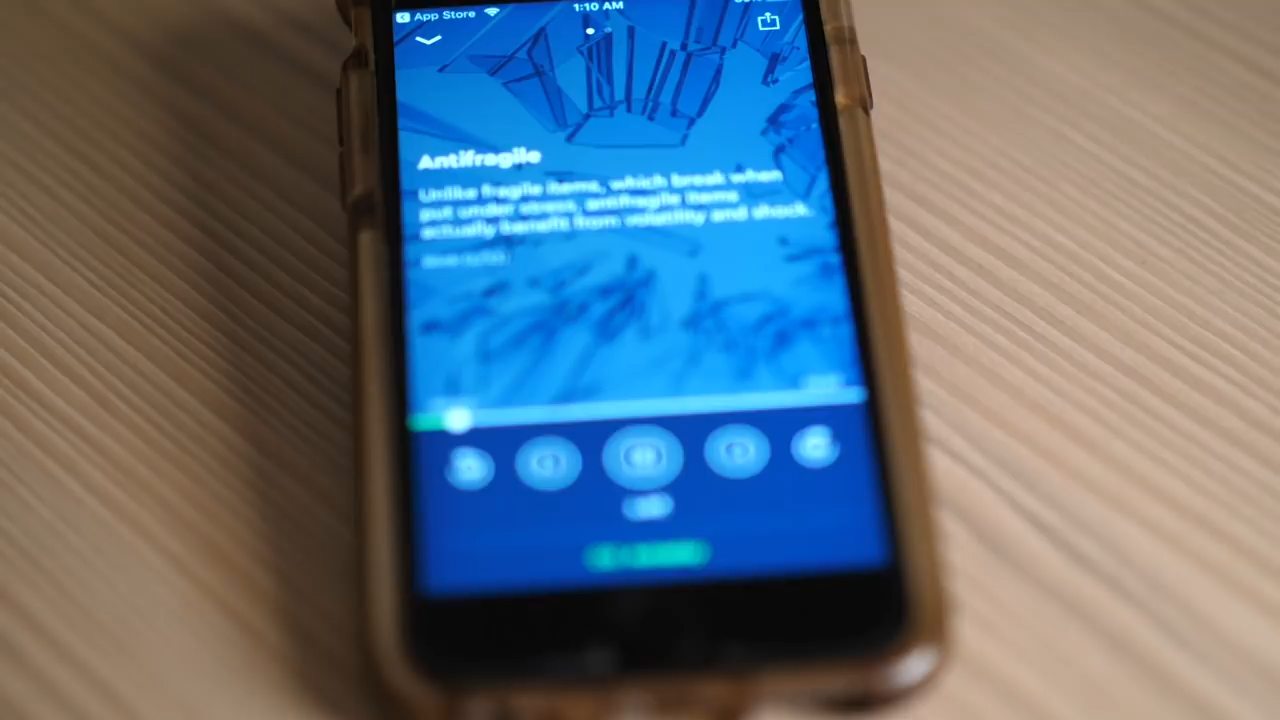 App Store
1:10 AM
Antifragile
Unlike fragile items, which break when
put under stress, antifragile items
actually benefit from volatility and shock.